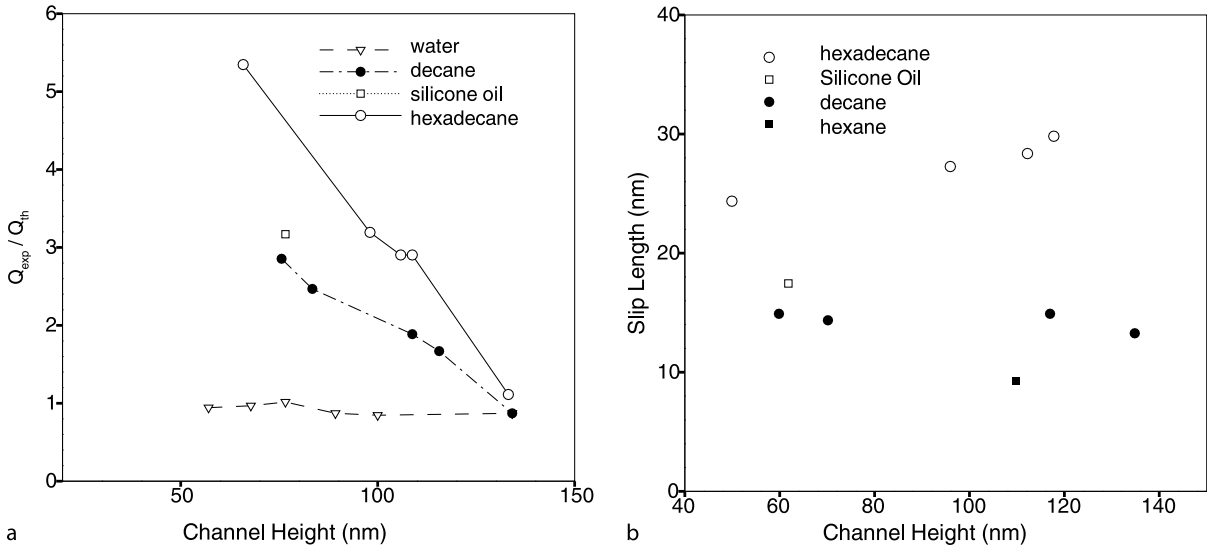 6
5
4
3
2
1
0
50
100
150
Q_exp / Q_th
Channel Height (nm)
water
decane
silicone oil
hexadecane
a
40
30
20
10
0
40
60
80
100
120
140
Slip Length (nm)
Channel Height (nm)
hexadecane
Silicone Oil
decane
hexane
b